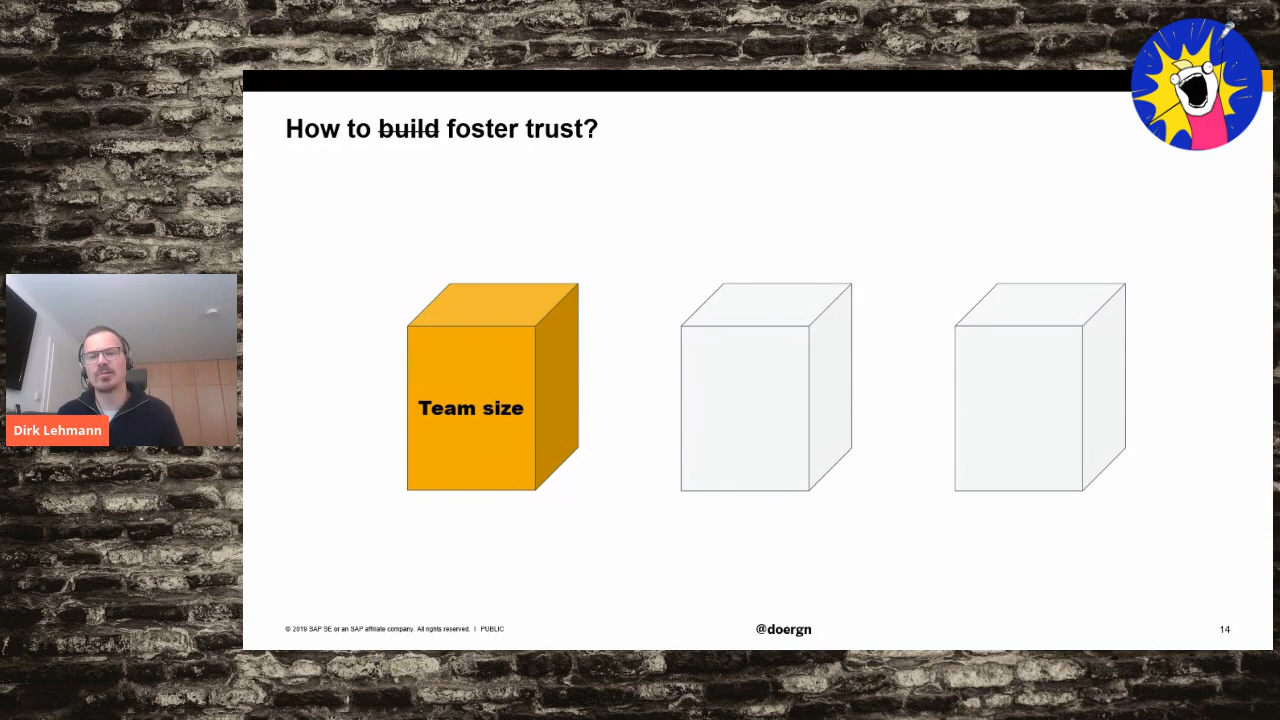 How to build foster trust?
Team size
Dirk Lehmann
© 2019 SAP SE or an SAP affiliate company. All rights reserved. | PUBLIC
@doergn
14